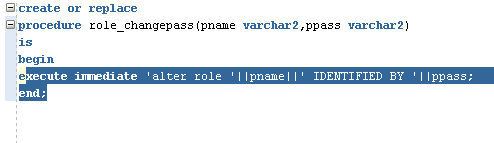 create or replace
procedure role_changepass(pname varchar2,ppass varchar2)
is
begin
execute immediate 'alter role '||pname||' IDENTIFIED BY '||ppass;
end;